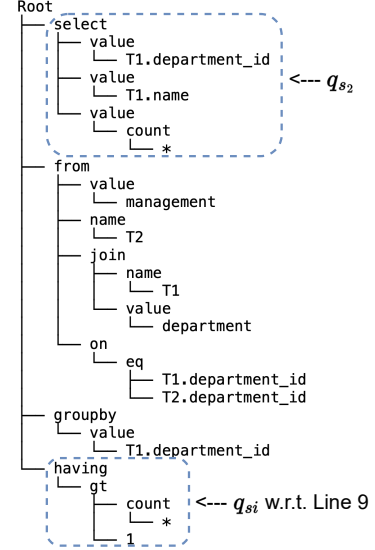 Root
select
value
T1.department_id
value
T1.name
value
count
*
<--- q_{s_2}
from
value
management
name
T2
join
name
T1
value
department
on
eq
T1.department_id
T2.department_id
groupby
value
T1.department_id
having
gt
count
*
1
<--- q_{si} w.r.t. Line 9